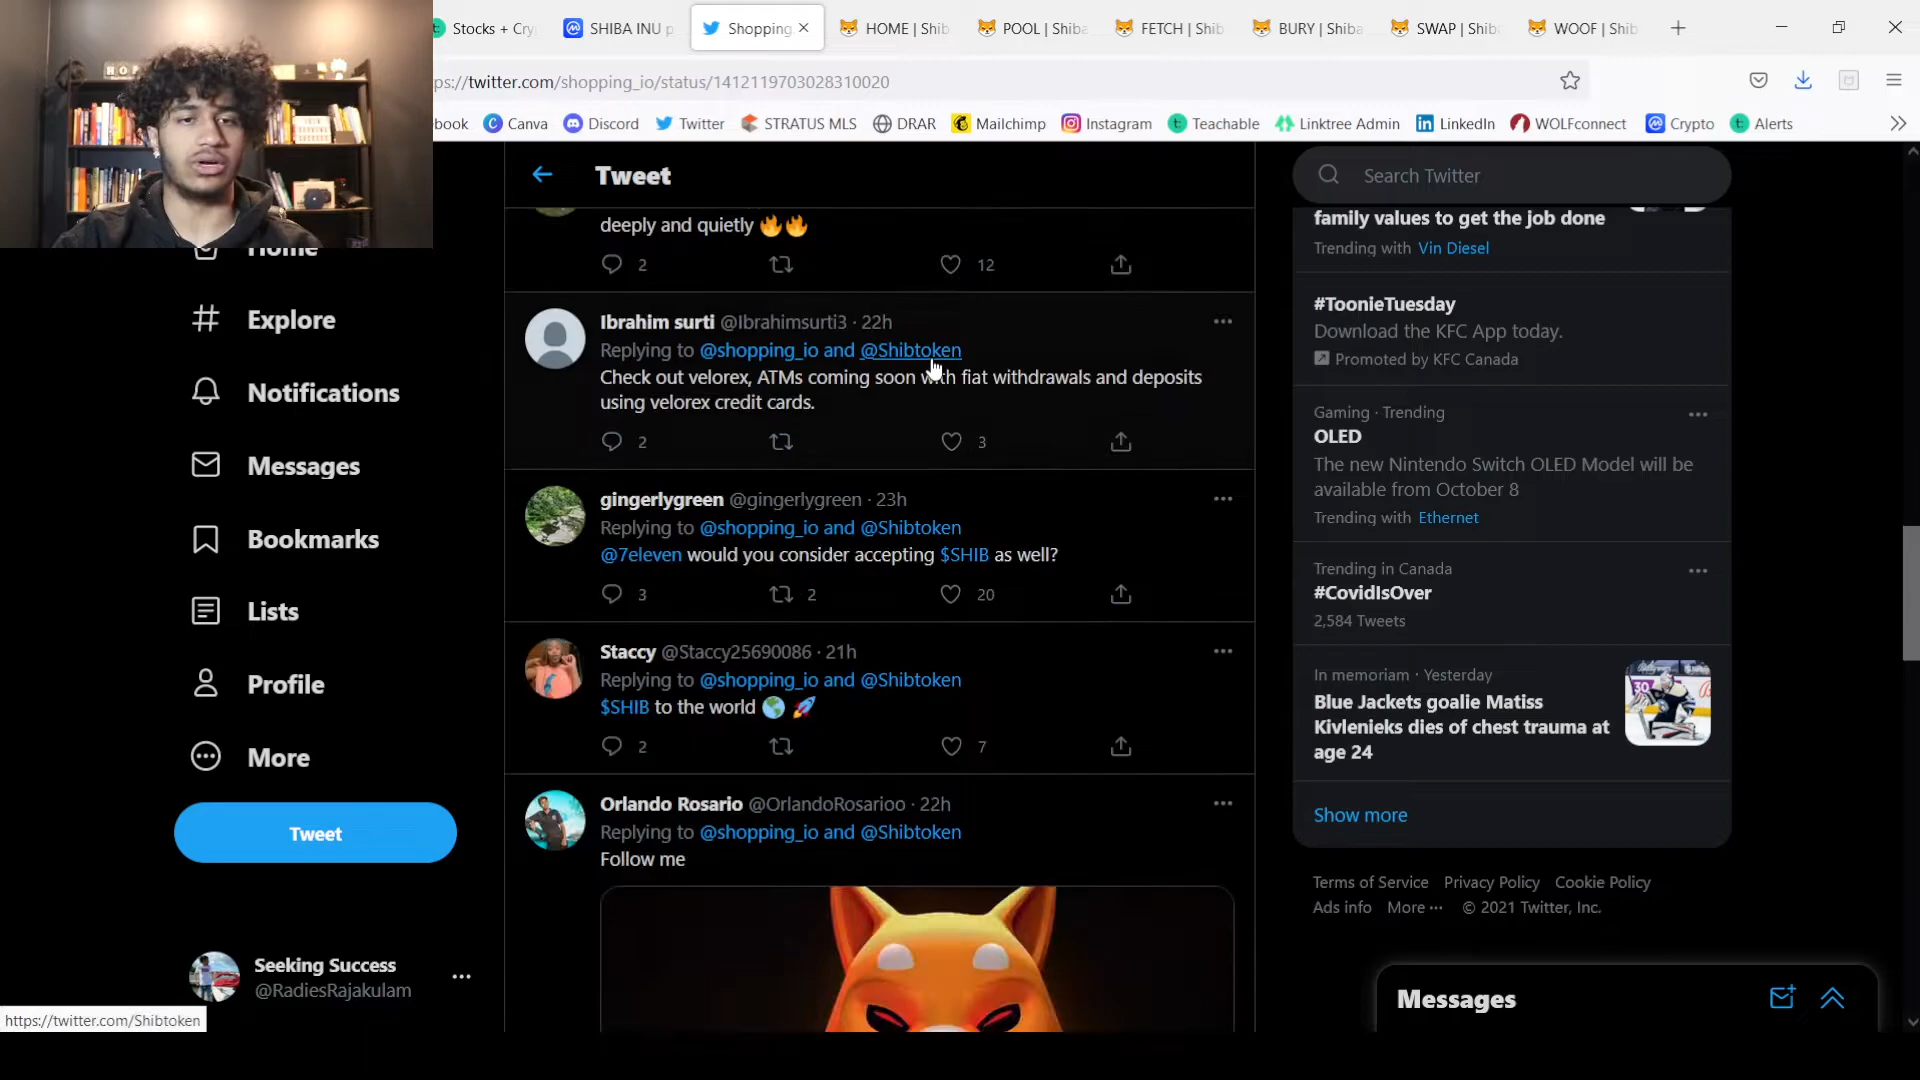 Stocks + Cry
SHIBA INU p
Shopping.
HOME | Shib
POOL | Shiba
FETCH | Shib
BURY | Shiba
SWAP | Shiba
WOOF | Shib
ps://twitter.com/shopping_io/status/1412119703028310020
book
Canva
Discord
Twitter
STRATUS MLS
DRAR
Mailchimp
Instagram
Teachable
Linktree Admin
LinkedIn
WOLFconnect
Crypto
Alerts
Home
Explore
Notifications
Messages
Bookmarks
Lists
Profile
More
Tweet
Seeking Success
@RadiesRajakulam
https://twitter.com/Shibtoken
Tweet
deeply and quietly 🔥🔥
2 12
Ibrahim surti @Ibrahimsurti3 · 22h
Replying to @shopping_io and @Shibtoken
Check out velorex, ATMs coming soon with fiat withdrawals and deposits
using velorex credit cards.
2 3
gingerlygreen @gingerlygreen · 23h
Replying to @shopping_io and @Shibtoken
@7eleven would you consider accepting $SHIB as well?
3 2 20
Staccy @Staccy25690086 · 21h
Replying to @shopping_io and @Shibtoken
$SHIB to the world 🌎 🚀
2 7
Orlando Rosario @OrlandoRosarioo · 22h
Replying to @shopping_io and @Shibtoken
Follow me
Search Twitter
family values to get the job done
Trending with Vin Diesel
#ToonieTuesday
Download the KFC App today.
Promoted by KFC Canada
Gaming · Trending
OLED
The new Nintendo Switch OLED Model will be
available from October 8
Trending with Ethernet
Trending in Canada
#CovidIsOver
2,584 Tweets
In memoriam · Yesterday
Blue Jackets goalie Matiss
Kivlenieks dies of chest trauma at
age 24
Show more
Terms of Service Privacy Policy Cookie Policy
Ads info More ··· © 2021 Twitter, Inc.
Messages